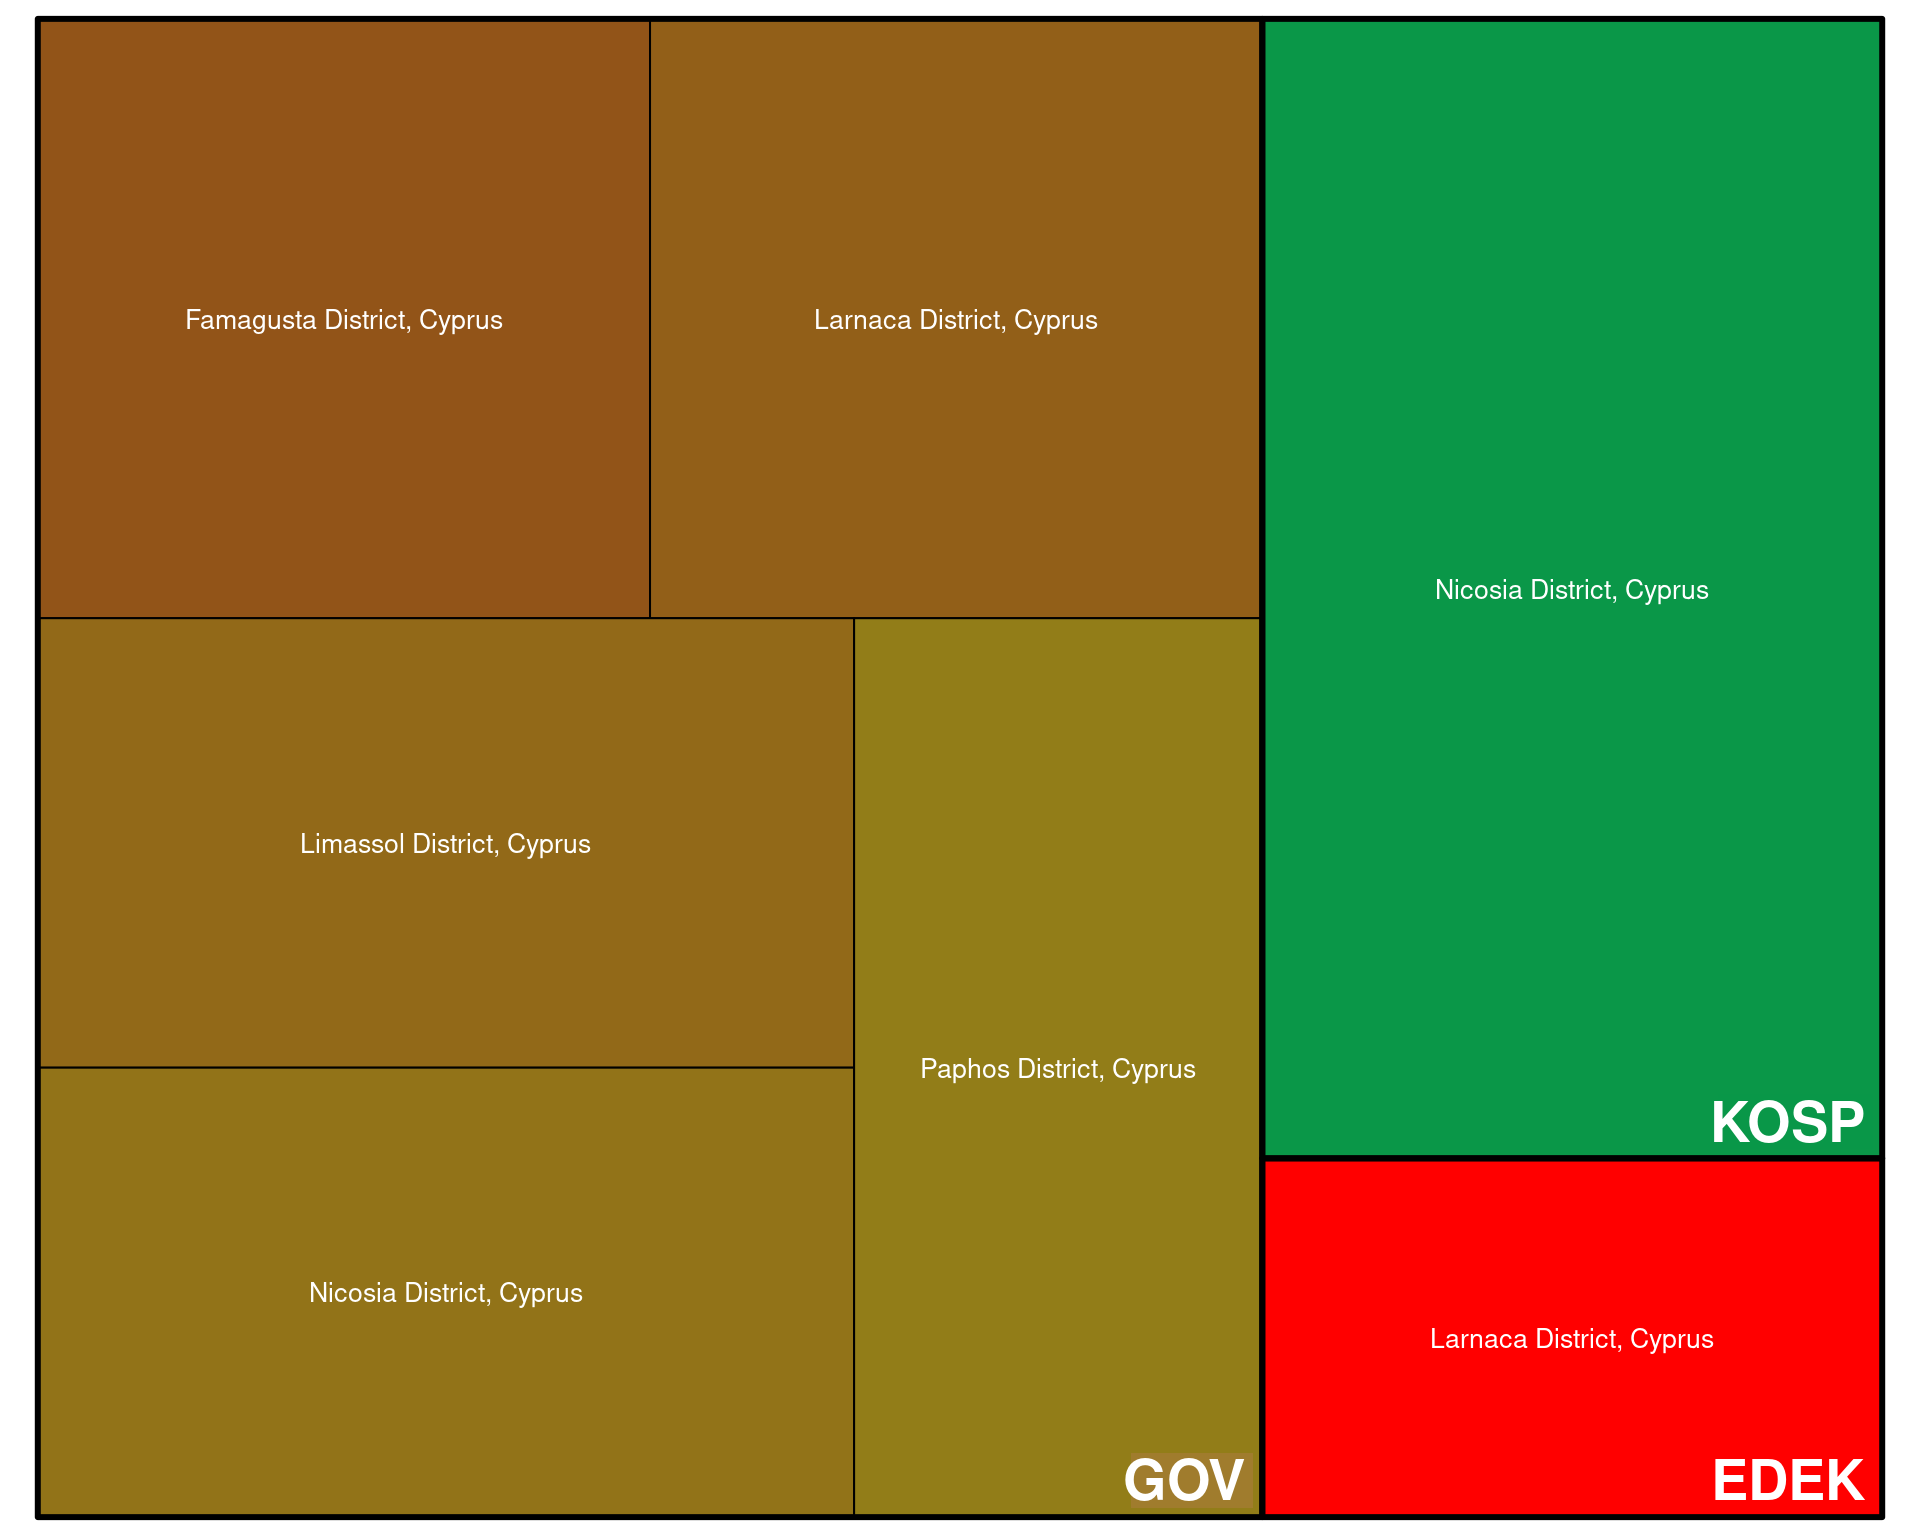 Famagusta District, Cyprus
Larnaca District, Cyprus
Limassol District, Cyprus
Nicosia District, Cyprus
Paphos District, Cyprus
GOV
Nicosia District, Cyprus
KOSP
Larnaca District, Cyprus
EDEK